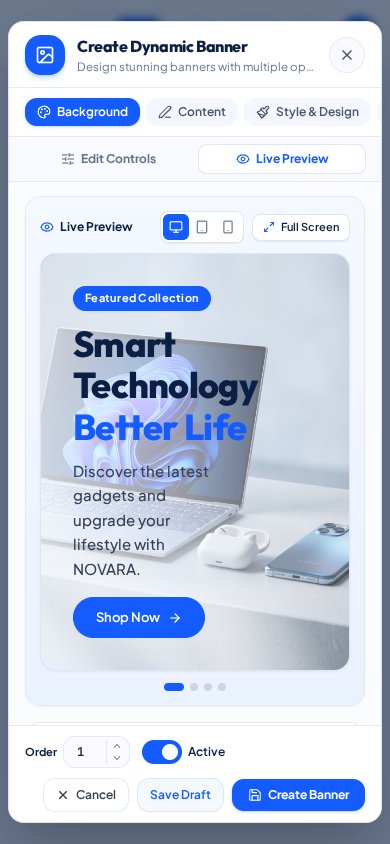 Create Dynamic Banner
Design stunning banners with multiple op...
Background
Content
Style & Design
Edit Controls
Live Preview
Live Preview
Full Screen
Featured Collection
Smart
Technology
Better Life
Discover the latest
gadgets and
upgrade your
lifestyle with
NOVARA.
Shop Now
Order
1
Active
Cancel
Save Draft
Create Banner